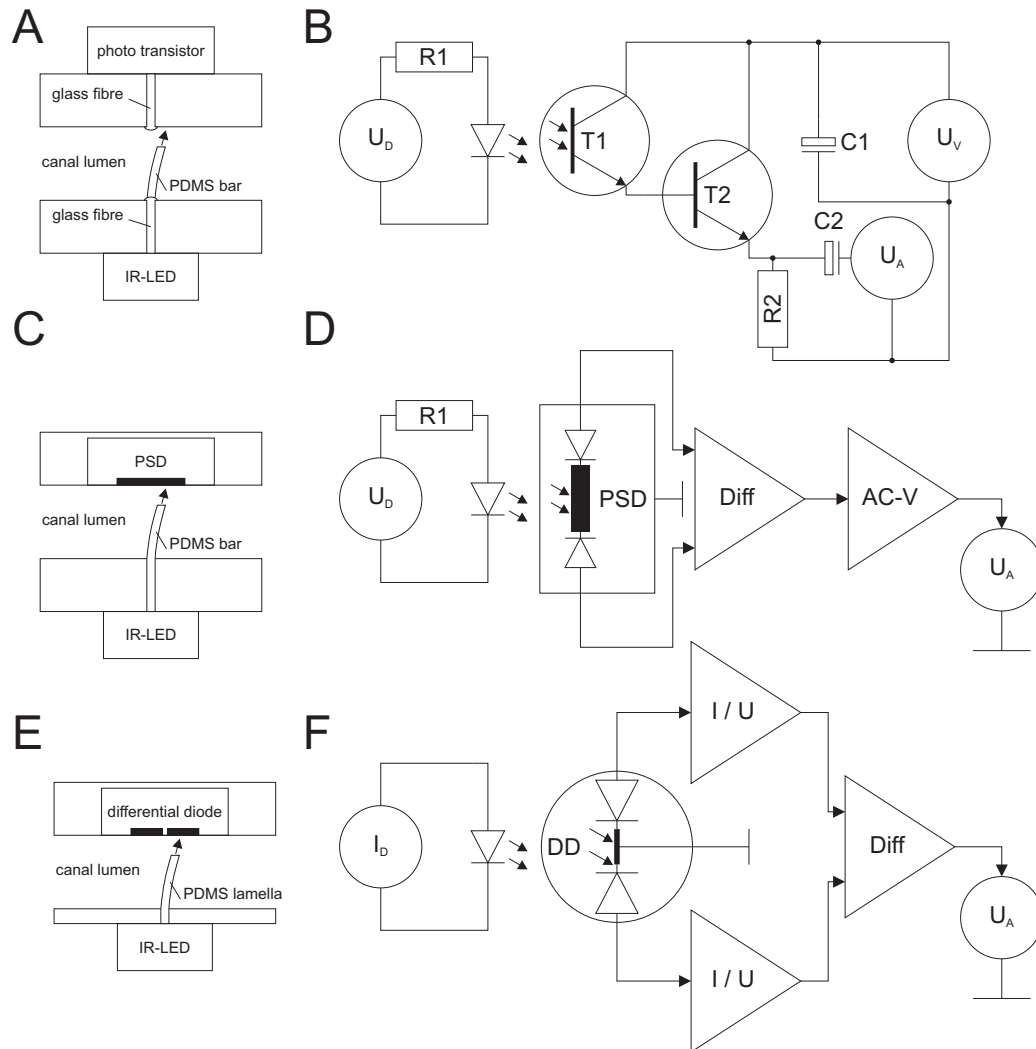 A
photo transistor
glass fibre
canal lumen
PDMS bar
glass fibre
IR-LED
B
R1
U_D
T1
T2
C1
U_V
C2
U_A
R2
C
PSD
canal lumen
PDMS bar
IR-LED
D
R1
U_D
PSD
Diff
AC-V
U_A
E
differential diode
canal lumen
PDMS lamella
IR-LED
F
I_D
DD
I / U
I / U
Diff
U_A